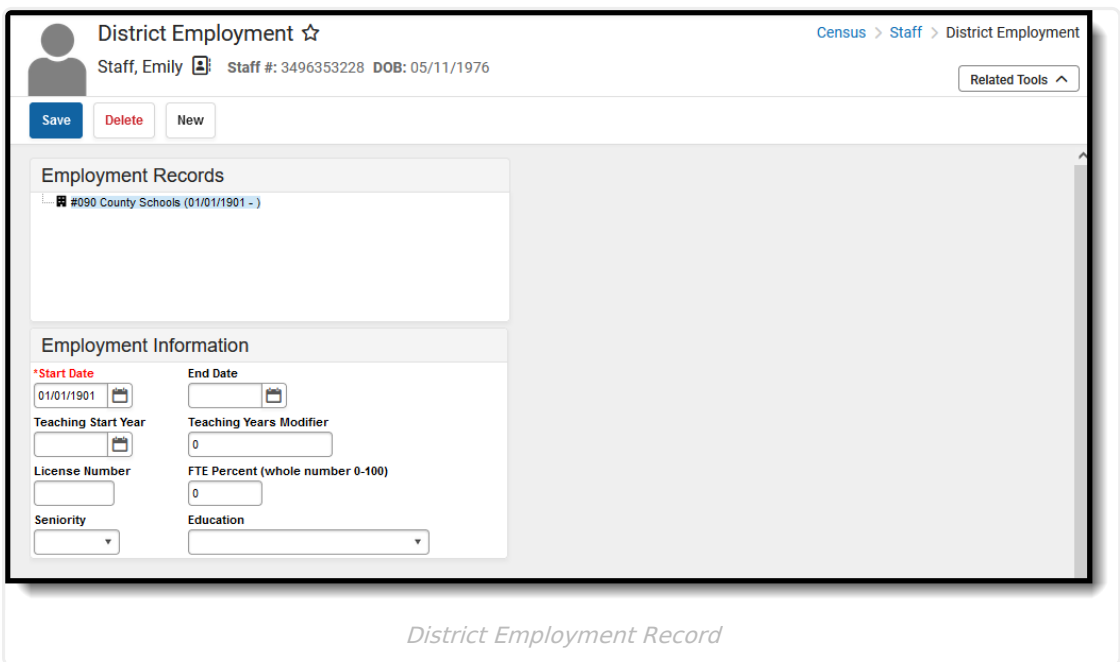 District Employment
Census > Staff > District Employment
Staff, Emily Staff #: 3496353228 DOB: 05/11/1976
Related Tools
Save Delete New
Employment Records
#090 County Schools (01/01/1901 - )
Employment Information
*Start Date End Date
01/01/1901
Teaching Start Year Teaching Years Modifier
0
License Number FTE Percent (whole number 0-100)
0
Seniority Education
District Employment Record